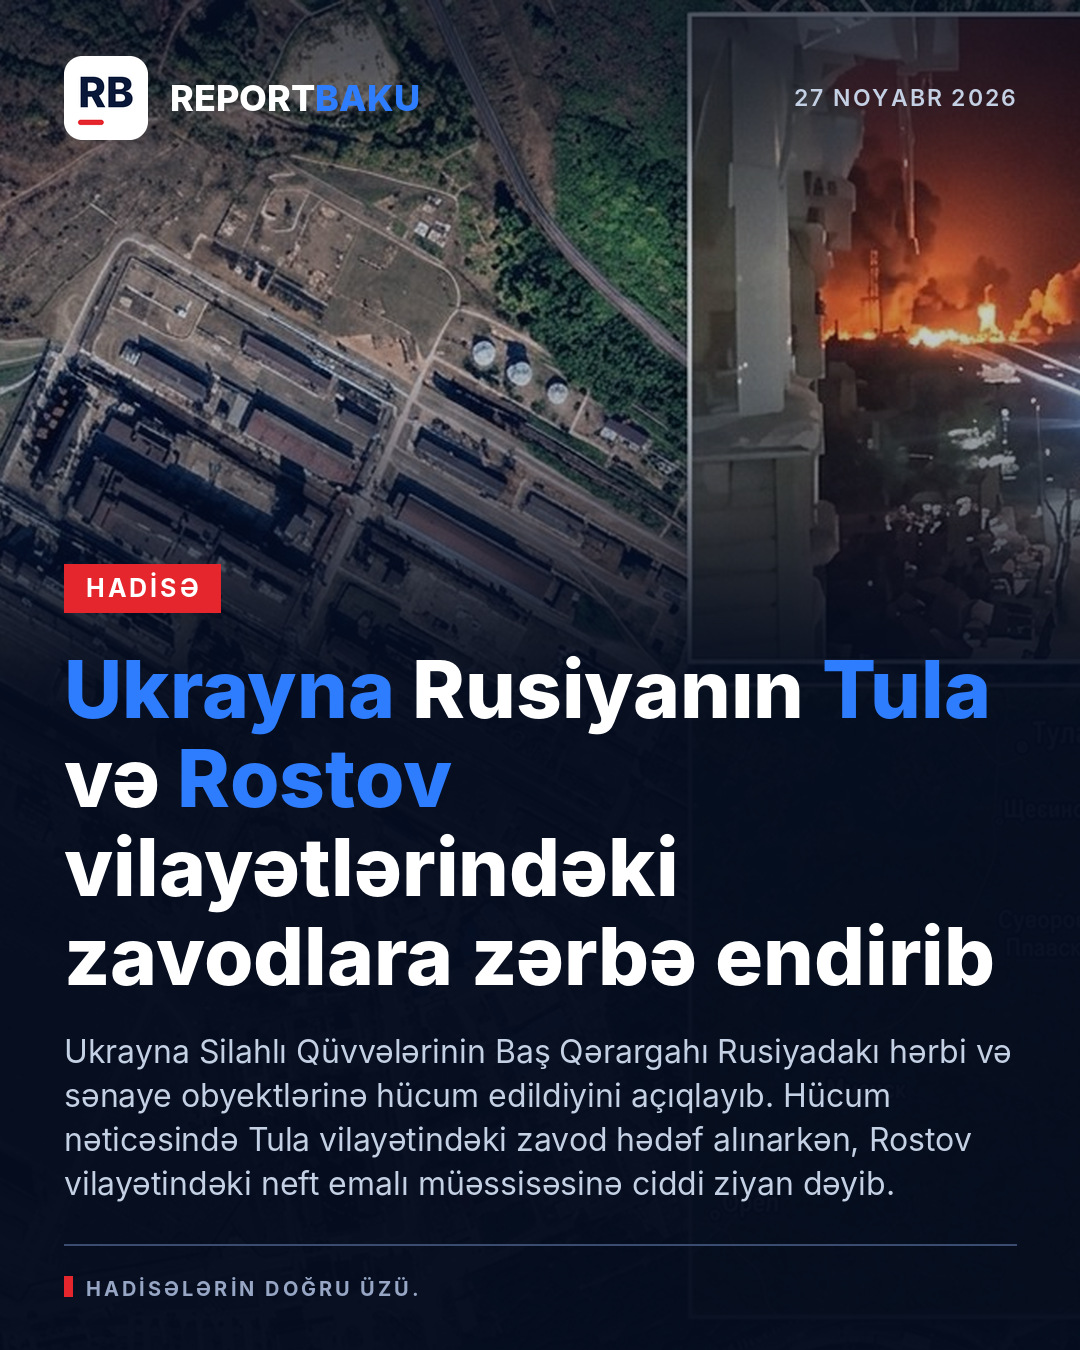 RB
REPORTBAKU
27 NOYABR 2026
HADİSƏ
Ukrayna Rusiyanın Tula
və Rostov
vilayətlərindəki
zavodlara zərbə endirib
Ukrayna Silahlı Qüvvələrinin Baş Qərargahı Rusiyadakı hərbi və
sənaye obyektlərinə hücum edildiyini açıqlayıb. Hücum
nəticəsində Tula vilayətindəki zavod hədəf alınarkən, Rostov
vilayətindəki neft emalı müəssisəsinə ciddi ziyan dəyib.
HADİSƏLƏRİN DOĞRU ÜZÜ.